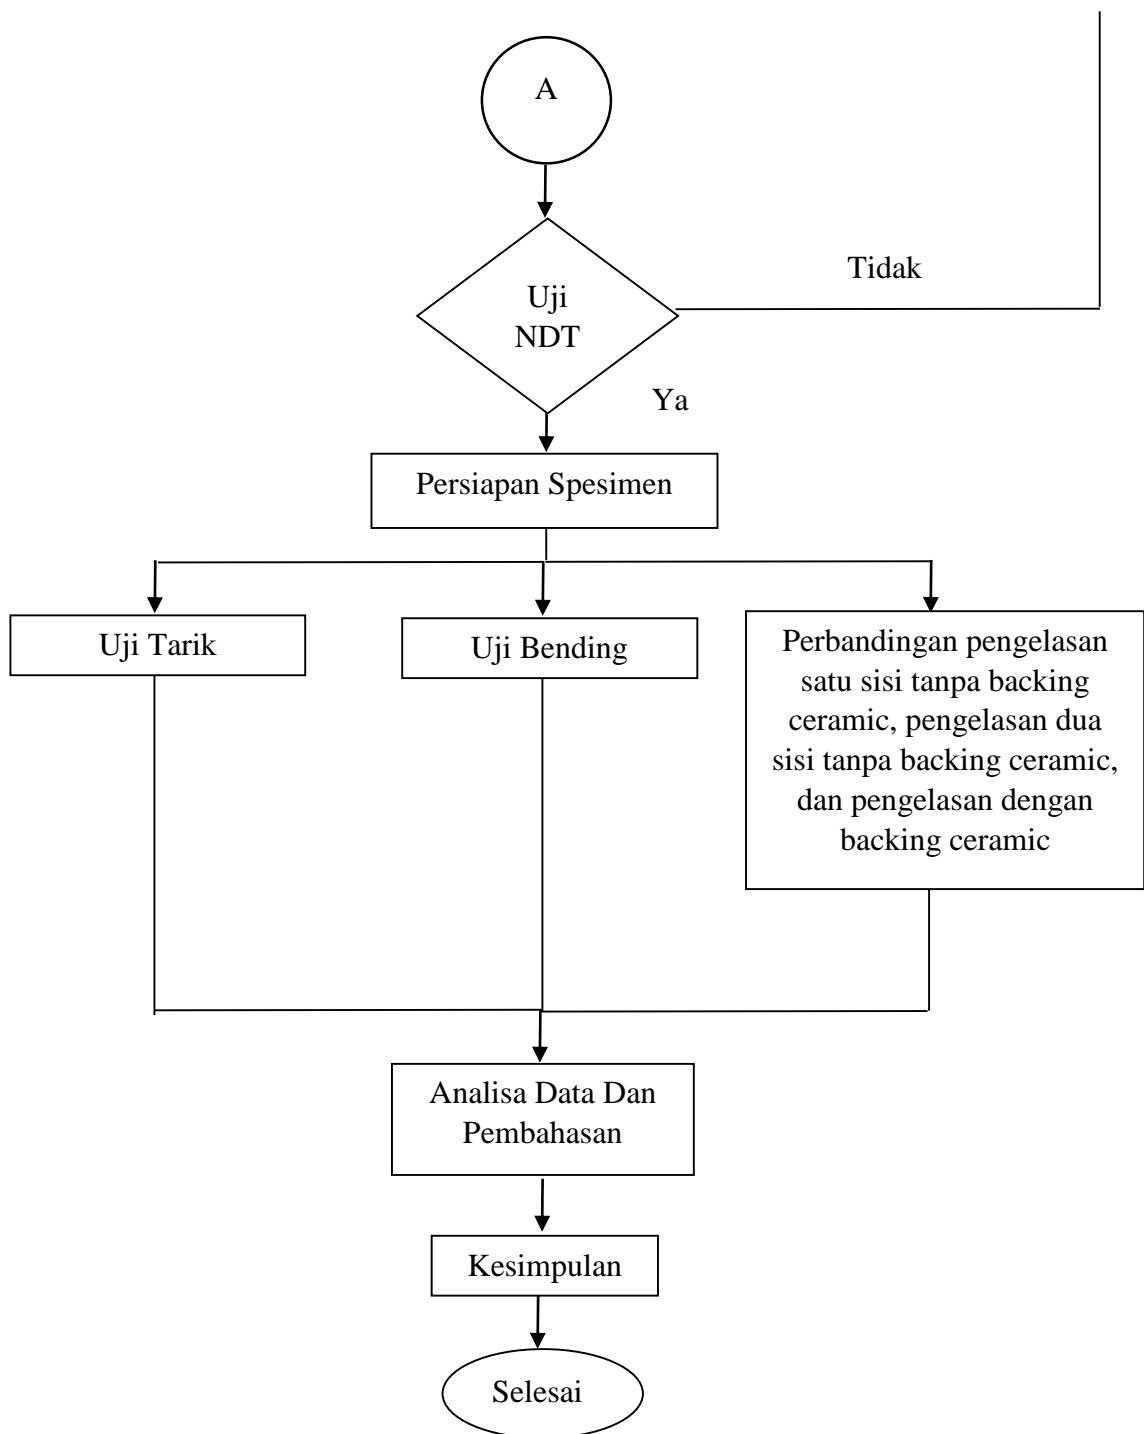 A
Tidak
Uji
NDT
Ya
Persiapan Spesimen
Uji Tarik
Uji Bending
Perbandingan pengelasan
satu sisi tanpa backing
ceramic, pengelasan dua
sisi tanpa backing ceramic,
dan pengelasan dengan
backing ceramic
Analisa Data Dan
Pembahasan
Kesimpulan
Selesai